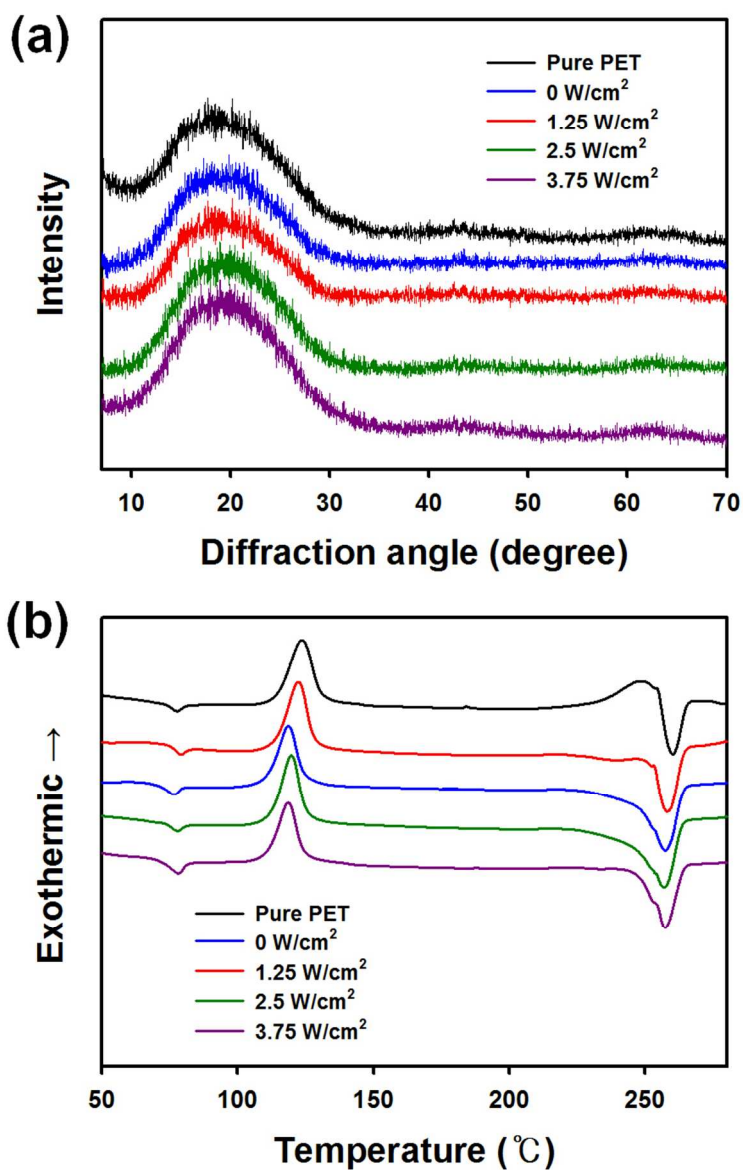 (a)
Pure PET
0 W/cm²
1.25 W/cm²
2.5 W/cm²
3.75 W/cm²
Intensity
10 20 30 40 50 60 70
Diffraction angle (degree)
(b)
Exothermic →
Pure PET
0 W/cm²
1.25 W/cm²
2.5 W/cm²
3.75 W/cm²
50 100 150 200 250
Temperature (℃)